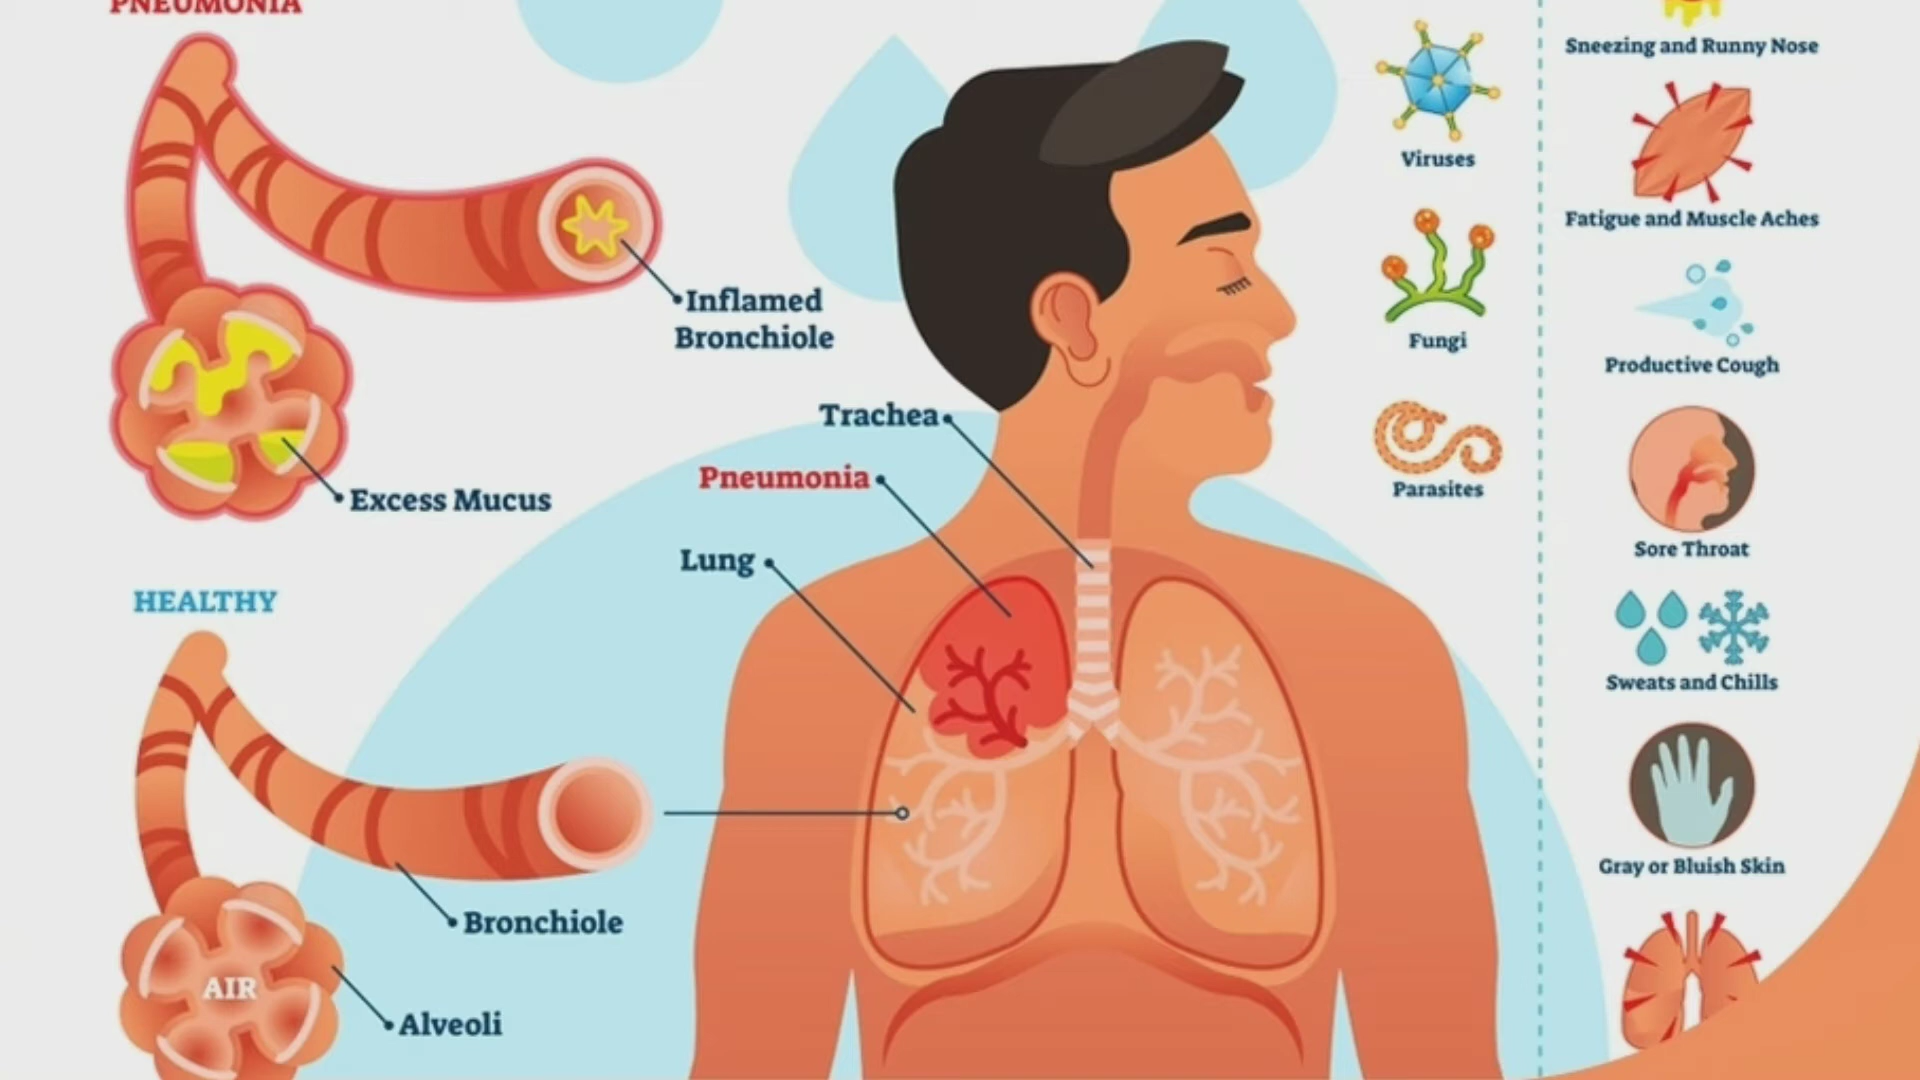 PNEUMONIA
Inflamed
Bronchiole
Excess Mucus
HEALTHY
Bronchiole
AIR
Alveoli
Trachea
Pneumonia
Lung
Viruses
Fungi
Parasites
Sneezing and Runny Nose
Fatigue and Muscle Aches
Productive Cough
Sore Throat
Sweats and Chills
Gray or Bluish Skin